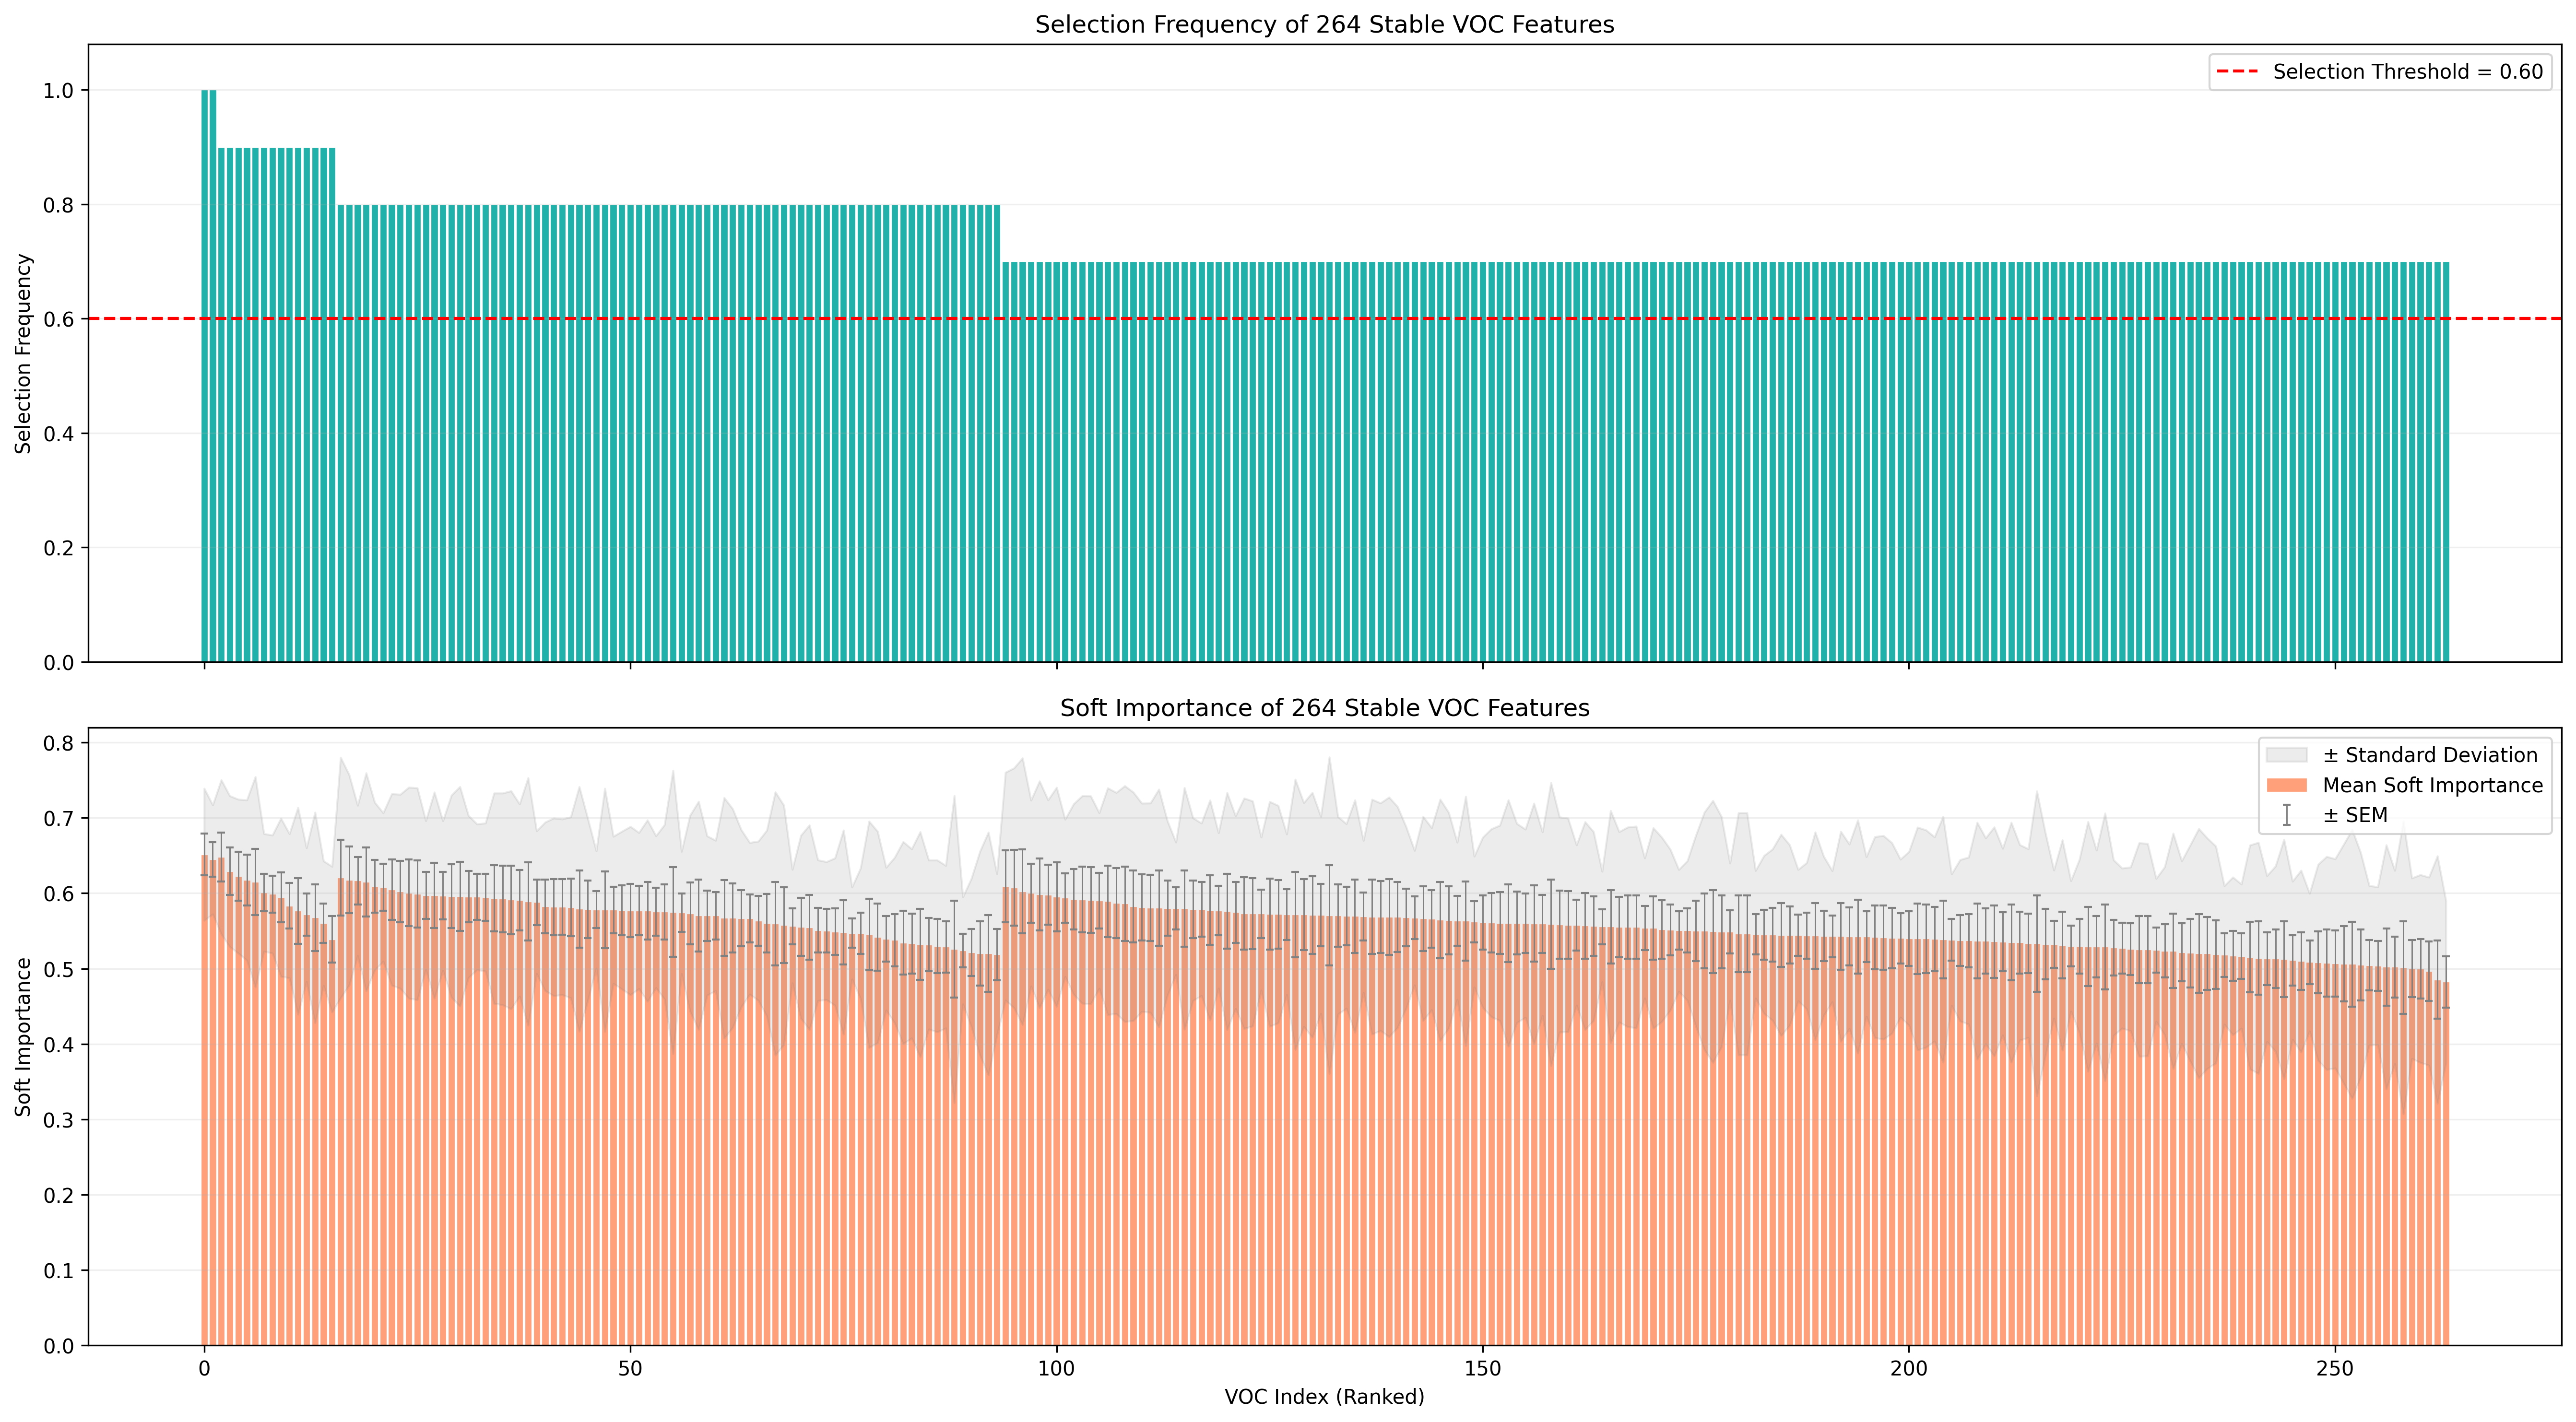 Selection Frequency of 264 Stable VOC Features
Selection Threshold = 0.60
Selection Frequency
1.0
0.8
0.6
0.4
0.2
0.0
Soft Importance of 264 Stable VOC Features
± Standard Deviation
Mean Soft Importance
± SEM
Soft Importance
0.8
0.7
0.6
0.5
0.4
0.3
0.2
0.1
0.0
0 50 100 150 200 250
VOC Index (Ranked)